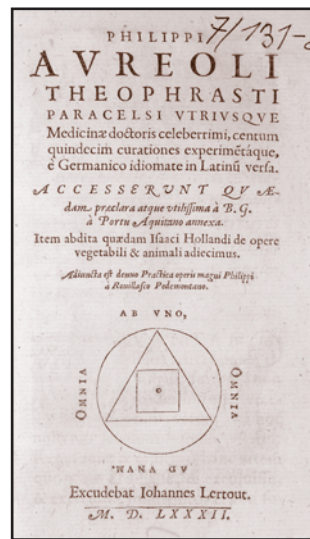 7/131-
PHILIPPI
AVREOLI
THEOPHRASTI
PARACELSI VTRIVSQVE
Medicinæ doctoris celeberrimi, centum
quindecim curationes experimētáque,
è Germanico idiomate in Latinũ versa.
ACCESSERVNT QVÆ-
dam præclara atque vtilissima à B. G.
à Portu Aquitano annexa.
Item abdita quædam Isaaci Hollandi de opere
vegetabili & animali adiecimus.
Adiuncta est denuo Practica operis magni Philippi
à Rouillasco Pedemontano.
AB VNO,
OMNIA
OMNIA
Excudebat Iohannes Lertout.
M. D. LXXXII.